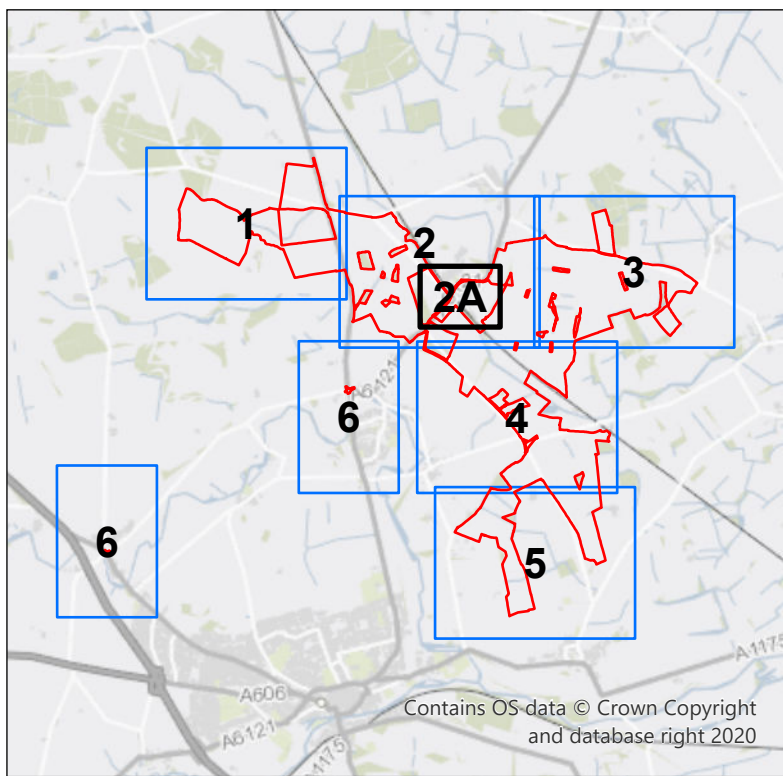 1
2
3
2A
A6121
6
4
6
5
A1175
A606
A6121
A1175
Contains OS data © Crown Copyright
and database right 2020